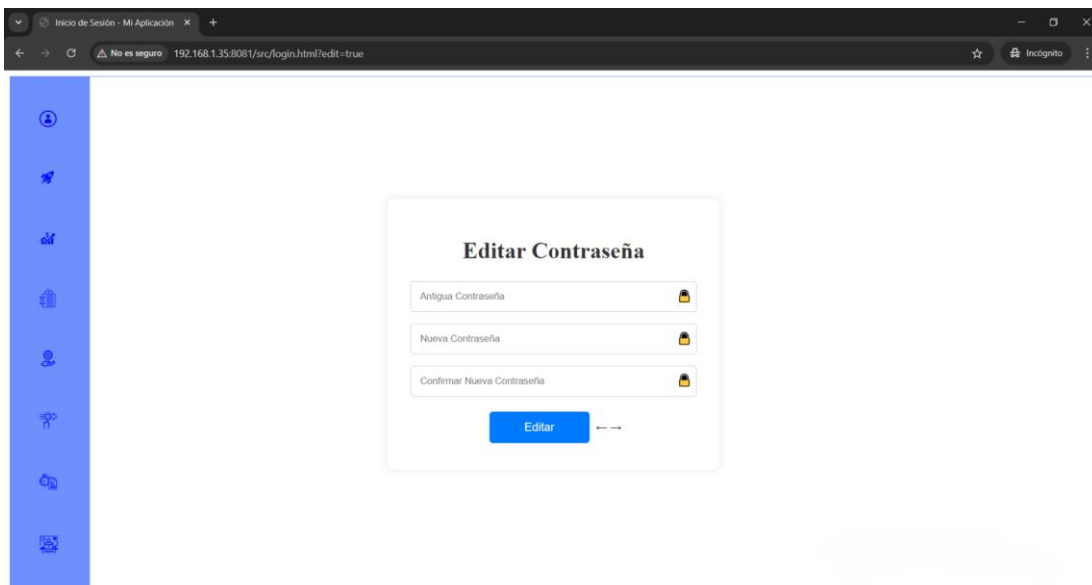 Inicio de Sesión - Mi Aplicación
No es seguro 192.168.1.35:8081/src/login.html?edit=true
Incógnito
Editar Contraseña
Antigua Contraseña
Nueva Contraseña
Confirmar Nueva Contraseña
Editar ←→